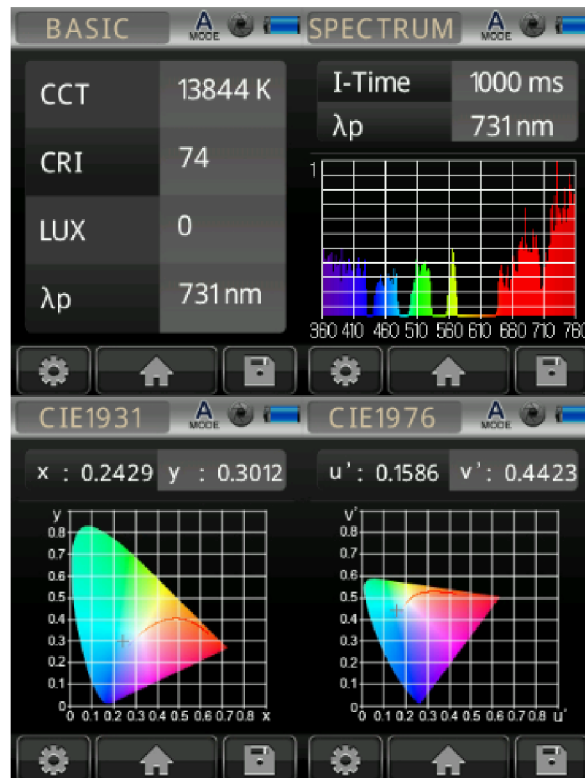 BASIC
A
MODE
CCT 13844 K
CRI 74
LUX 0
λp 731nm
SPECTRUM
A
MODE
I-Time 1000 ms
λp 731nm
1
360 410 460 510 560 610 660 710 760
CIE1931
A
MODE
x : 0.2429 y : 0.3012
y
0.8
0.7
0.6
0.5
0.4
0.3
0.2
0.1
0
0 0.1 0.2 0.3 0.4 0.5 0.6 0.7 0.8 x
CIE1976
A
MODE
u' : 0.1586 v' : 0.4423
v'
0.8
0.7
0.6
0.5
0.4
0.3
0.2
0.1
0
0 0.1 0.2 0.3 0.4 0.5 0.6 0.7 0.8 u'